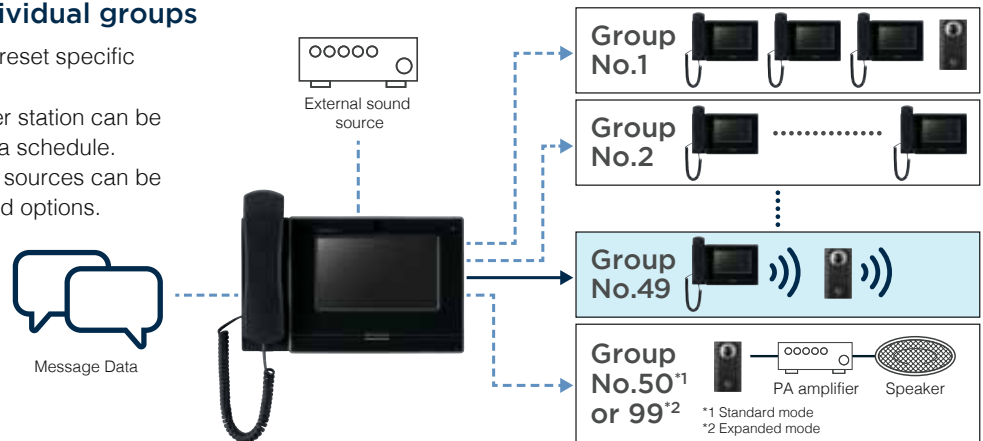 ividual groups
reset specific
er station can be
a schedule.
sources can be
d options.
External sound
source
Message Data
Group
No.1
Group
No.2
Group
No.49
Group
No.50*1
or 99*2
PA amplifier
Speaker
*1 Standard mode
*2 Expanded mode